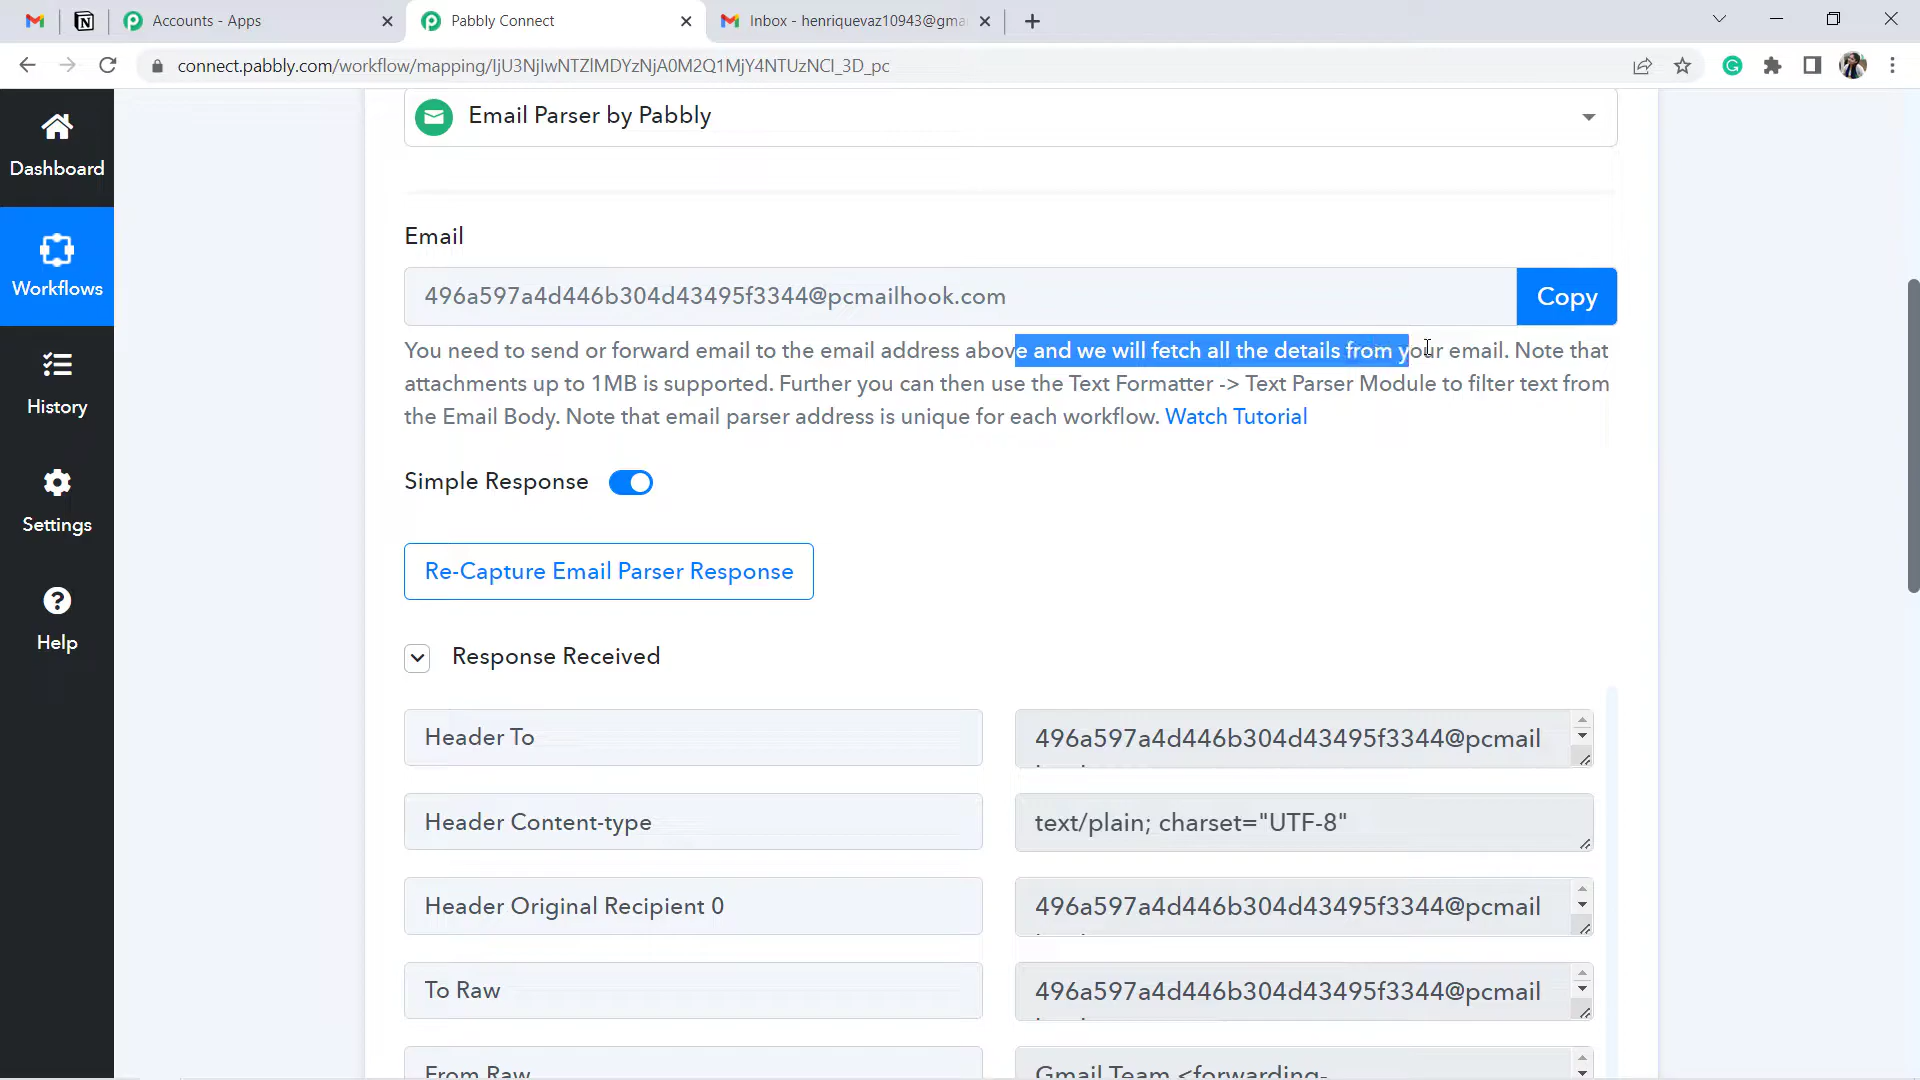 Accounts - Apps
Pabbly Connect
Inbox - henriquevaz10943@gma
connect.pabbly.com/workflow/mapping/IjU3NjIwNTZlMDYzNjA0M2Q1MjY4NTUzNCI_3D_pc
Dashboard
Workflows
History
Settings
Help
Email Parser by Pabbly
Email
496a597a4d446b304d43495f3344@pcmailhook.com
Copy
You need to send or forward email to the email address above and we will fetch all the details from your email. Note that
attachments up to 1MB is supported. Further you can then use the Text Formatter -> Text Parser Module to filter text from
the Email Body. Note that email parser address is unique for each workflow. Watch Tutorial
Simple Response
Re-Capture Email Parser Response
Response Received
Header To
496a597a4d446b304d43495f3344@pcmail
Header Content-type
text/plain; charset="UTF-8"
Header Original Recipient 0
496a597a4d446b304d43495f3344@pcmail
To Raw
496a597a4d446b304d43495f3344@pcmail
From Raw
Gmail Team <forwarding-